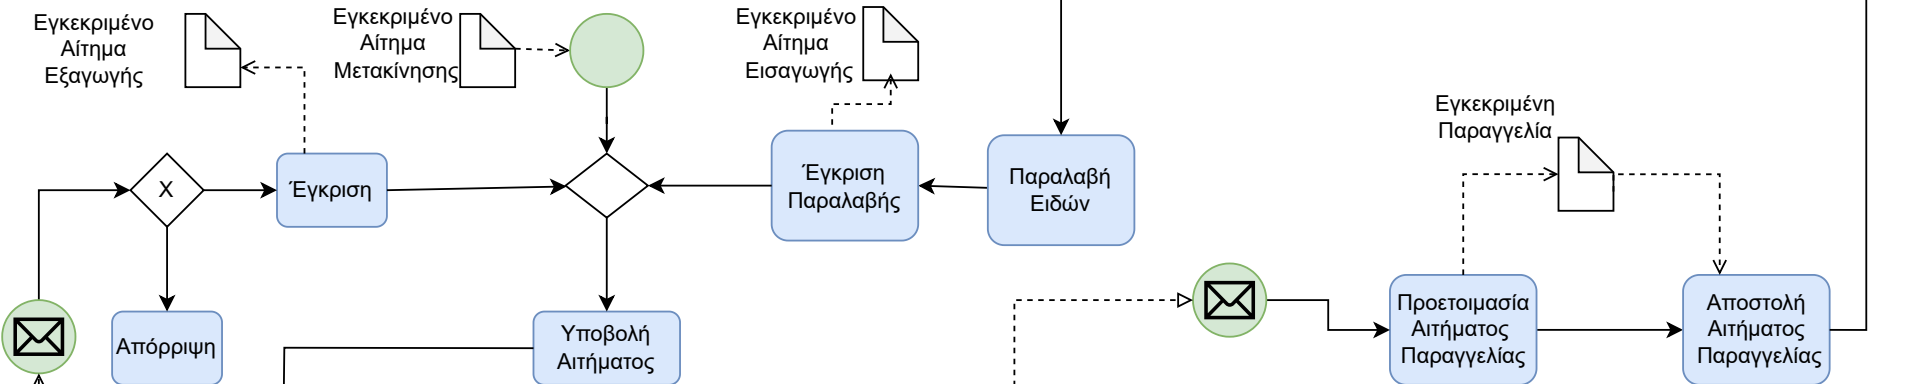 Εγκεκριμένο
Αίτημα
Εξαγωγής
Εγκεκριμένο
Αίτημα
Μετακίνησης
Εγκεκριμένο
Αίτημα
Εισαγωγής
Εγκεκριμένη
Παραγγελία
X
Έγκριση
Έγκριση
Παραλαβής
Παραλαβή
Ειδών
Απόρριψη
Υποβολή
Αιτήματος
Προετοιμασία
Αιτήματος
Παραγγελίας
Αποστολή
Αιτήματος
Παραγγελίας